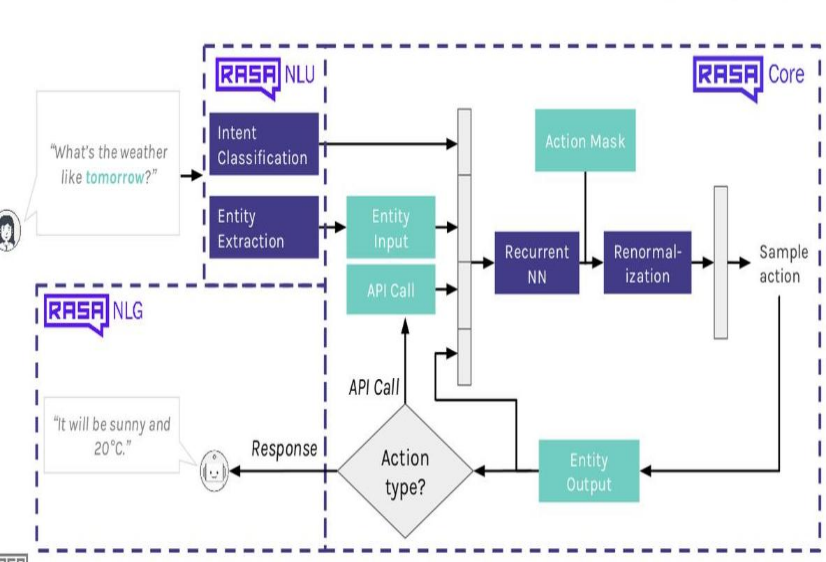 RASA NLU
RASA Core
Intent
Classification
Action Mask
"What's the weather
like tomorrow?"
Entity
Extraction
Entity
Input
Recurrent
NN
Renormal-
ization
Sample
action
API Call
RASA NLG
API Call
"It will be sunny and
20°C."
Response
Action
type?
Entity
Output